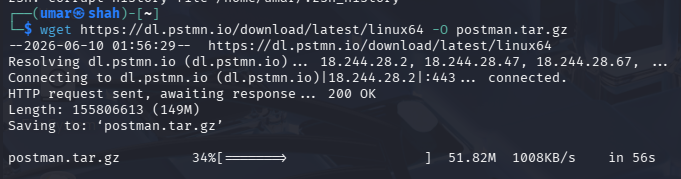 zsh: corrupt history file /home/umar/.zsh_history
┌──(umar㉿shah)-[~]
└─$ wget https://dl.pstmn.io/download/latest/linux64 -O postman.tar.gz
--2026-06-10 01:56:29--  https://dl.pstmn.io/download/latest/linux64
Resolving dl.pstmn.io (dl.pstmn.io)... 18.244.28.2, 18.244.28.47, 18.244.28.67, ...
Connecting to dl.pstmn.io (dl.pstmn.io)|18.244.28.2|:443... connected.
HTTP request sent, awaiting response... 200 OK
Length: 155806613 (149M)
Saving to: ‘postman.tar.gz’
postman.tar.gz 34%[======> ] 51.82M 1008KB/s in 56s